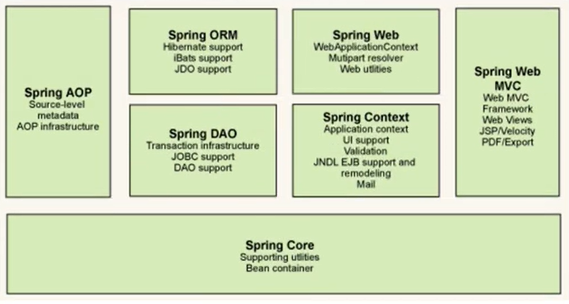 Spring AOP
Source-level
metadata
AOP infrastructure
Spring ORM
Hibernate support
iBats support
JDO support
Spring DAO
Transaction infrastructure
JOBC support
DAO support
Spring Web
WebApplicationContext
Mutipart resolver
Web utlities
Spring Context
Application context
UI support
Validation
JNDL EJB support and
remodeling
Mail
Spring Web
MVC
Web MVC
Framework
Web Views
JSP/Velocity
PDF/Export
Spring Core
Supporting utlities
Bean container